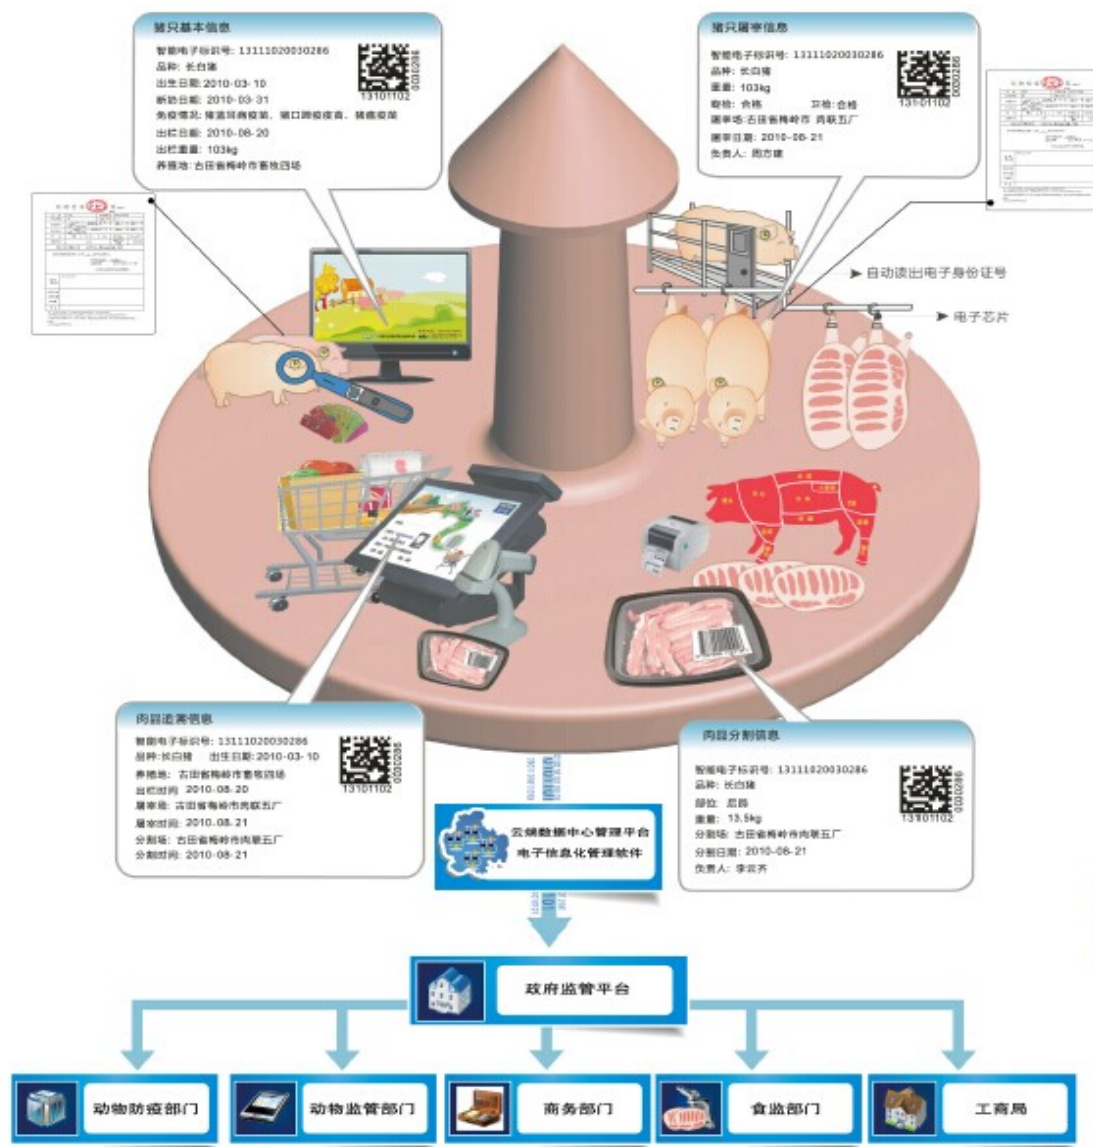 猪只基本信息
智能电子标识号: 13111020030286
品种: 长白猪
出生日期: 2010-03-10
断奶日期: 2010-03-31
免疫情况: 猪蓝耳病疫苗、猪口蹄疫疫苗、猪瘟疫苗
出栏日期: 2010-08-20
出栏重量: 103kg
养殖地: 古田省梅岭市畜牧四场
13101102
0030286
猪只屠宰信息
智能电子标识号: 13111020030286
品种: 长白猪
重量: 103kg
卫检: 合格
屠宰场: 古田省梅岭市 肉联五厂
屠宰日期: 2010-08-21
负责人: 周方建
13101102
0030286
自动读出电子身份证号
电子芯片
肉品追溯信息
智能电子标识号: 13111020030286
品种: 长白猪 出生日期: 2010-03-10
养殖地: 古田省梅岭市畜牧四场
出栏时间: 2010-08-20
屠宰局: 古田省梅岭市肉联五厂
屠宰时间: 2010-08-21
分割场: 古田省梅岭市肉联五厂
分割时间: 2010-08-21
13101102
0030286
肉品分割信息
智能电子标识号: 13111020030286
品种: 长白猪
部位: 后爵
重量: 13.5kg
分割场: 古田省梅岭市肉联五厂
分割日期: 2010-08-21
负责人: 李云齐
13101102
0030286
云端数据中心管理平台
电子信息化管理软件
政府监管平台
动物防疫部门
动物监管部门
商务部门
食监部门
工商局